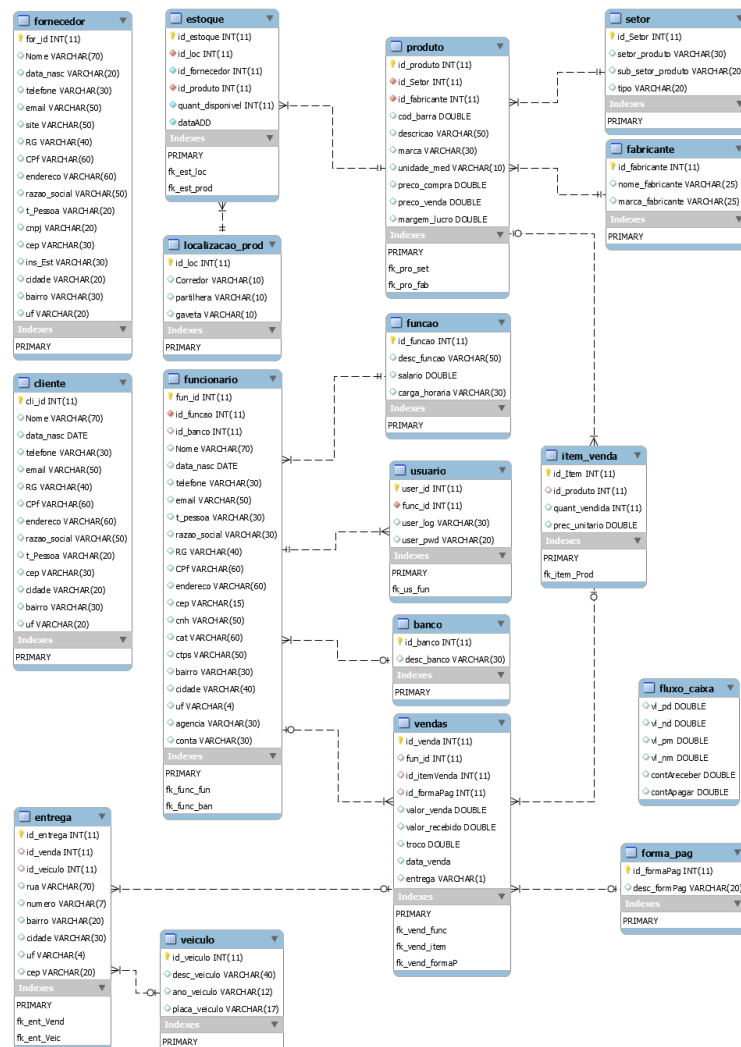 fornecedor
for_id INT(11)
Nome VARCHAR(70)
data_nasc VARCHAR(20)
telefone VARCHAR(30)
email VARCHAR(50)
site VARCHAR(50)
RG VARCHAR(40)
CPf VARCHAR(60)
endereco VARCHAR(60)
razao_social VARCHAR(50)
t_Pessoa VARCHAR(20)
cnpj VARCHAR(20)
cep VARCHAR(30)
ins_Est VARCHAR(30)
cidade VARCHAR(20)
bairro VARCHAR(30)
uf VARCHAR(20)
Indexes
PRIMARY
estoque
id_estoque INT(11)
id_loc INT(11)
id_fornecedor INT(11)
id_produto INT(11)
quant_disponivel INT(11)
dataADD
Indexes
PRIMARY
fk_est_loc
fk_est_prod
produto
id_produto INT(11)
id_Setor INT(11)
id_fabricante INT(11)
cod_barra DOUBLE
descricao VARCHAR(50)
marca VARCHAR(30)
unidade_med VARCHAR(10)
preco_compra DOUBLE
preco_venda DOUBLE
margem_lucro DOUBLE
Indexes
PRIMARY
fk_pro_set
fk_pro_fab
setor
id_Setor INT(11)
setor_produto VARCHAR(30)
sub_setor_produto VARCHAR(20)
tipo VARCHAR(20)
Indexes
PRIMARY
fabricante
id_fabricante INT(11)
nome_fabricante VARCHAR(25)
marca_fabricante VARCHAR(25)
Indexes
PRIMARY
localizacao_prod
id_loc INT(11)
Corredor VARCHAR(10)
partilhera VARCHAR(10)
gaveta VARCHAR(10)
Indexes
PRIMARY
funcao
id_funcao INT(11)
desc_funcao VARCHAR(50)
salario DOUBLE
carga_horaria VARCHAR(30)
Indexes
PRIMARY
cliente
cli_id INT(11)
Nome VARCHAR(70)
data_nasc DATE
telefone VARCHAR(30)
email VARCHAR(50)
RG VARCHAR(40)
CPf VARCHAR(60)
endereco VARCHAR(60)
razao_social VARCHAR(50)
t_Pessoa VARCHAR(20)
cep VARCHAR(30)
cidade VARCHAR(20)
bairro VARCHAR(30)
uf VARCHAR(20)
Indexes
PRIMARY
funcionario
fun_id INT(11)
id_funcao INT(11)
id_banco INT(11)
Nome VARCHAR(70)
data_nasc DATE
telefone VARCHAR(30)
email VARCHAR(50)
t_pessoa VARCHAR(30)
razao_social VARCHAR(30)
RG VARCHAR(40)
CPf VARCHAR(60)
endereco VARCHAR(60)
cep VARCHAR(15)
cnh VARCHAR(50)
cat VARCHAR(60)
ctps VARCHAR(50)
bairro VARCHAR(30)
cidade VARCHAR(40)
uf VARCHAR(4)
agencia VARCHAR(30)
conta VARCHAR(30)
Indexes
PRIMARY
fk_func_fun
fk_func_ban
usuario
user_id INT(11)
func_id INT(11)
user_log VARCHAR(30)
user_pwd VARCHAR(20)
Indexes
PRIMARY
fk_us_fun
item_venda
id_Item INT(11)
id_produto INT(11)
quant_vendida INT(11)
prec_unitario DOUBLE
Indexes
PRIMARY
fk_item_Prod
banco
id_banco INT(11)
desc_banco VARCHAR(30)
Indexes
PRIMARY
fluxo_caixa
vl_pd DOUBLE
vl_nd DOUBLE
vl_pm DOUBLE
vl_nm DOUBLE
contAreceber DOUBLE
contApagar DOUBLE
vendas
id_venda INT(11)
fun_id INT(11)
id_itemVenda INT(11)
id_formaPag INT(11)
valor_venda DOUBLE
valor_recebido DOUBLE
troco DOUBLE
data_venda
entrega VARCHAR(1)
Indexes
PRIMARY
fk_vend_func
fk_vend_item
fk_vend_formaP
entrega
id_entrega INT(11)
id_venda INT(11)
id_veiculo INT(11)
rua VARCHAR(70)
numero VARCHAR(7)
bairro VARCHAR(20)
cidade VARCHAR(30)
uf VARCHAR(4)
cep VARCHAR(20)
Indexes
PRIMARY
fk_ent_Vend
fk_ent_Veic
forma_pag
id_formaPag INT(11)
desc_formPag VARCHAR(20)
Indexes
PRIMARY
veiculo
id_veiculo INT(11)
desc_veiculo VARCHAR(40)
ano_veiculo VARCHAR(12)
placa_veiculo VARCHAR(17)
Indexes
PRIMARY